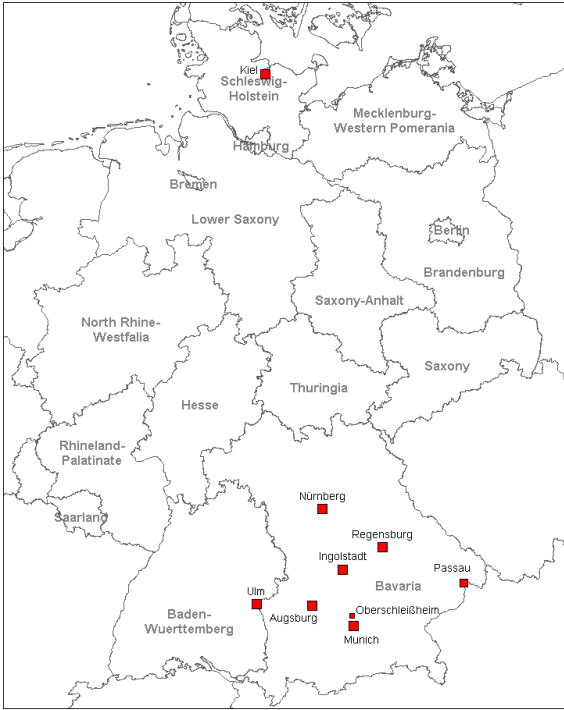 Kiel
Schleswig-
Holstein
Mecklenburg-
Western Pomerania
Hamburg
Bremen
Lower Saxony
Berlin
Brandenburg
Saxony-Anhalt
North Rhine-
Westfalia
Saxony
Thuringia
Hesse
Rhineland-
Palatinate
Saarland
Nürnberg
Regensburg
Ingolstadt
Passau
Bavaria
Ulm
Augsburg
Oberschleißheim
Baden-
Wuerttemberg
Munich